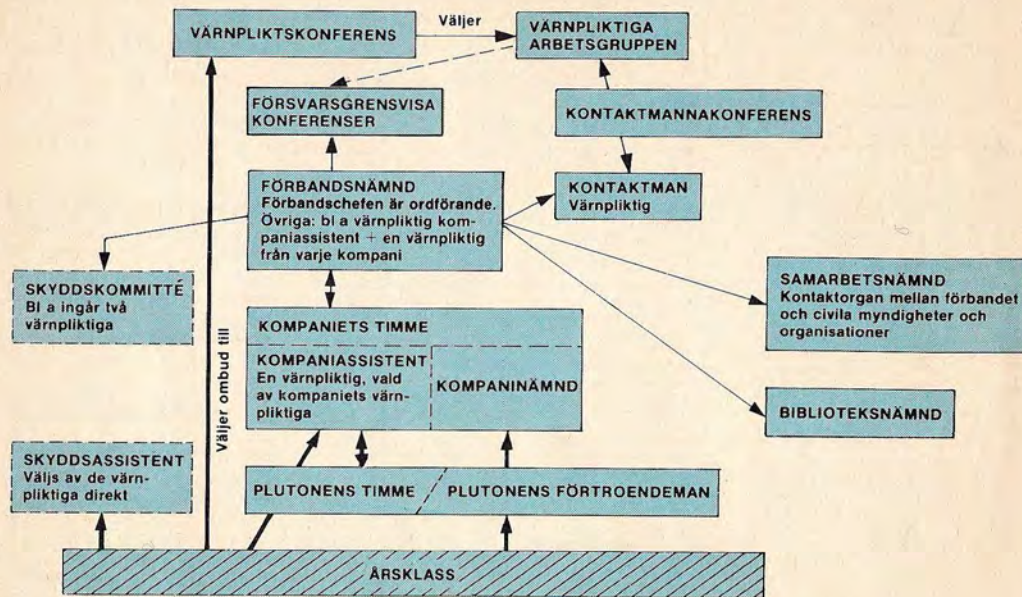 VÄRNPLIKTSKONFERENS
Väljer
VÄRNPLIKTIGA
ARBETSGRUPPEN
FÖRSVARSGRENSVISA
KONFERENSER
KONTAKTMANNAKONFERENS
FÖRBANDSNÄMND
Förbandschefen är ordförande.
Övriga: bl a värnpliktig kom-
paniassistent + en värnpliktig
från varje kompani
KONTAKTMAN
Värnpliktig
SKYDDSKOMMITTÉ
Bl a ingår två
värnpliktiga
SAMARBETSNÄMND
Kontaktorgan mellan förbandet
och civila myndigheter och
organisationer
KOMPANIETS TIMME
KOMPANIASSISTENT
En värnpliktig, vald
av kompaniets värn-
pliktiga
KOMPANINÄMND
BIBLIOTEKSNÄMND
Väljer ombud till
SKYDDSASSISTENT
Väljs av de värn-
pliktiga direkt
PLUTONENS TIMME
PLUTONENS FÖRTROENDEMAN
ÅRSKLASS